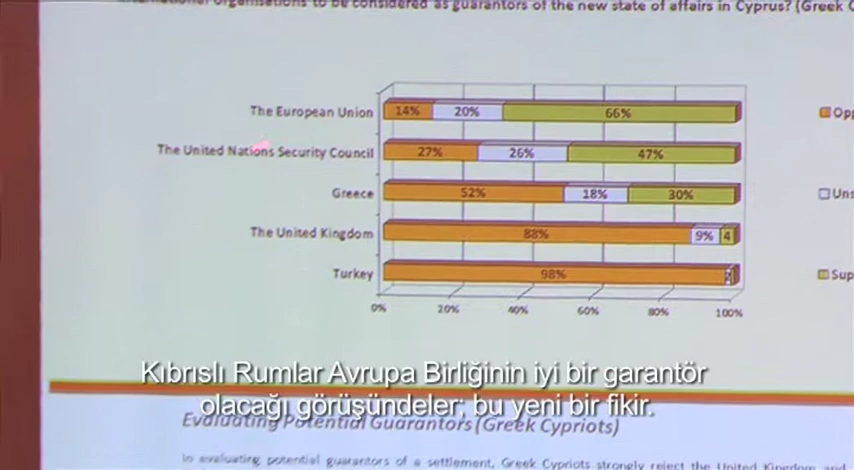 organisations to be considered as guarantors of the new state of affairs in Cyprus? (Greek
The European Union 14% 20% 66%
The United Nations Security Council 27% 26% 47%
Greece 52% 18% 30%
The United Kingdom 88% 9% 4
Turkey 98%
0% 20% 40% 60% 80% 100%
Opp
Uns
Sup
Kıbrıslı Rumlar Avrupa Birliğinin iyi bir garantör
olacağı görüşündeler; bu yeni bir fikir.
Evaluating Potential Guarantors (Greek Cypriots)
In evaluating potential guarantors of a settlement, Greek Cypriots strongly reject the United Kingdom and